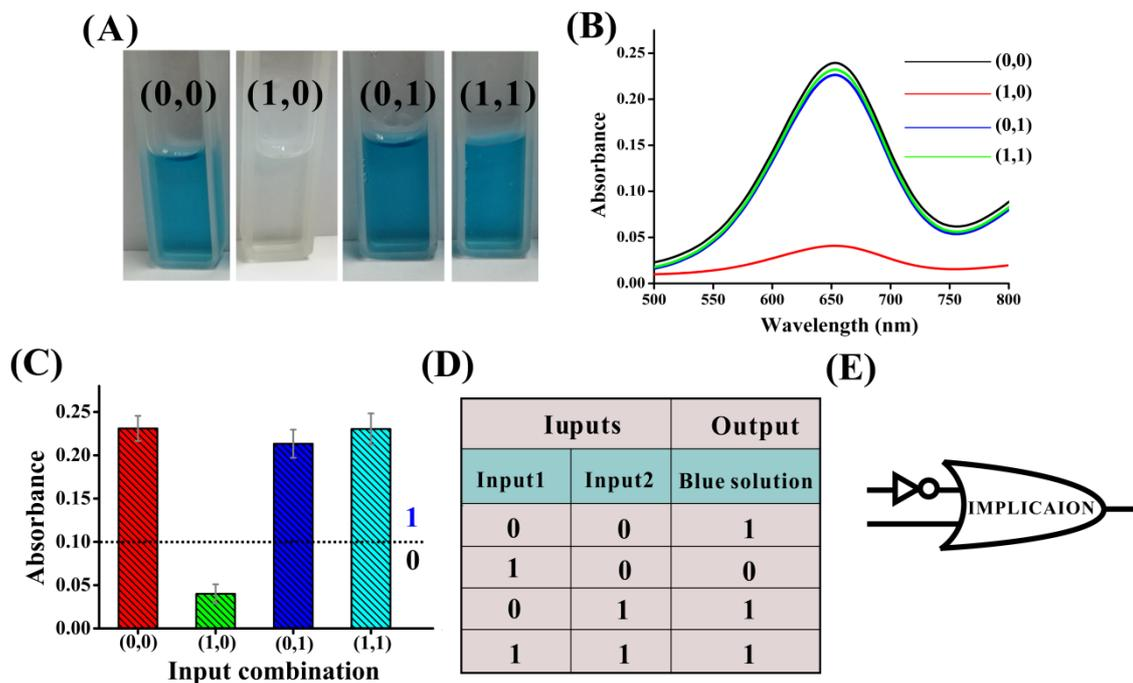 (A)
(0,0) (1,0) (0,1) (1,1)
(B)
Absorbance
0.25
0.20
0.15
0.10
0.05
0.00
500 550 600 650 700 750 800
Wavelength (nm)
(0,0)
(1,0)
(0,1)
(1,1)
(C)
Absorbance
0.25
0.20
0.15
0.10
0.05
0.00
1
0
(0,0) (1,0) (0,1) (1,1)
Input combination
(D)
Iuputs Output
Input1 Input2 Blue solution
0 0 1
1 0 0
0 1 1
1 1 1
(E)
IMPLICAION